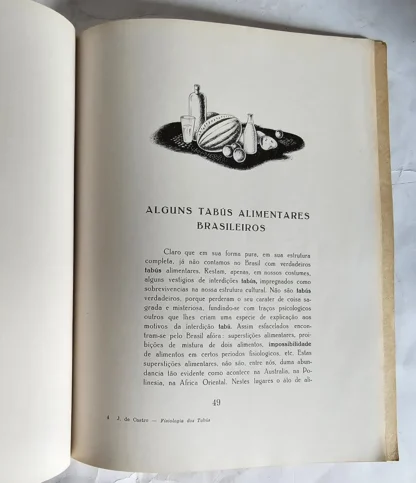 ALGUNS TABÚS ALIMENTARES
BRASILEIROS
Claro que em sua forma pura, em sua estrutura
completa, já não contamos no Brasil com verdadeiros
tabús alimentares. Restam, apenas, em nossos costumes,
alguns vestígios de interdições tabús, impregnados como
sobrevivencias na nossa estrutura cultural. Não são tabús
verdadeiros, porque perderam o seu carater de coisa sa-
grada e misteriosa, fundindo-se com traços psicologicos
outros que lhes criam uma especie de explicação aos
motivos da interdição tabú. Assim esfacelados encon-
tram-se pelo Brasil afóra: superstições alimentares, proi-
bições de mistura de dois alimentos, impossibilidade
de alimentos em certos periodos fisiologicos, etc. Estas
superstições alimentares, não são, entre nós, duma abun-
dancia tão evidente como acontece na Australia, na Po-
linesia, na Africa Oriental. Nestes lugares o áto de ali-
49
4 J. de Castro — Fisiologia dos Tabús